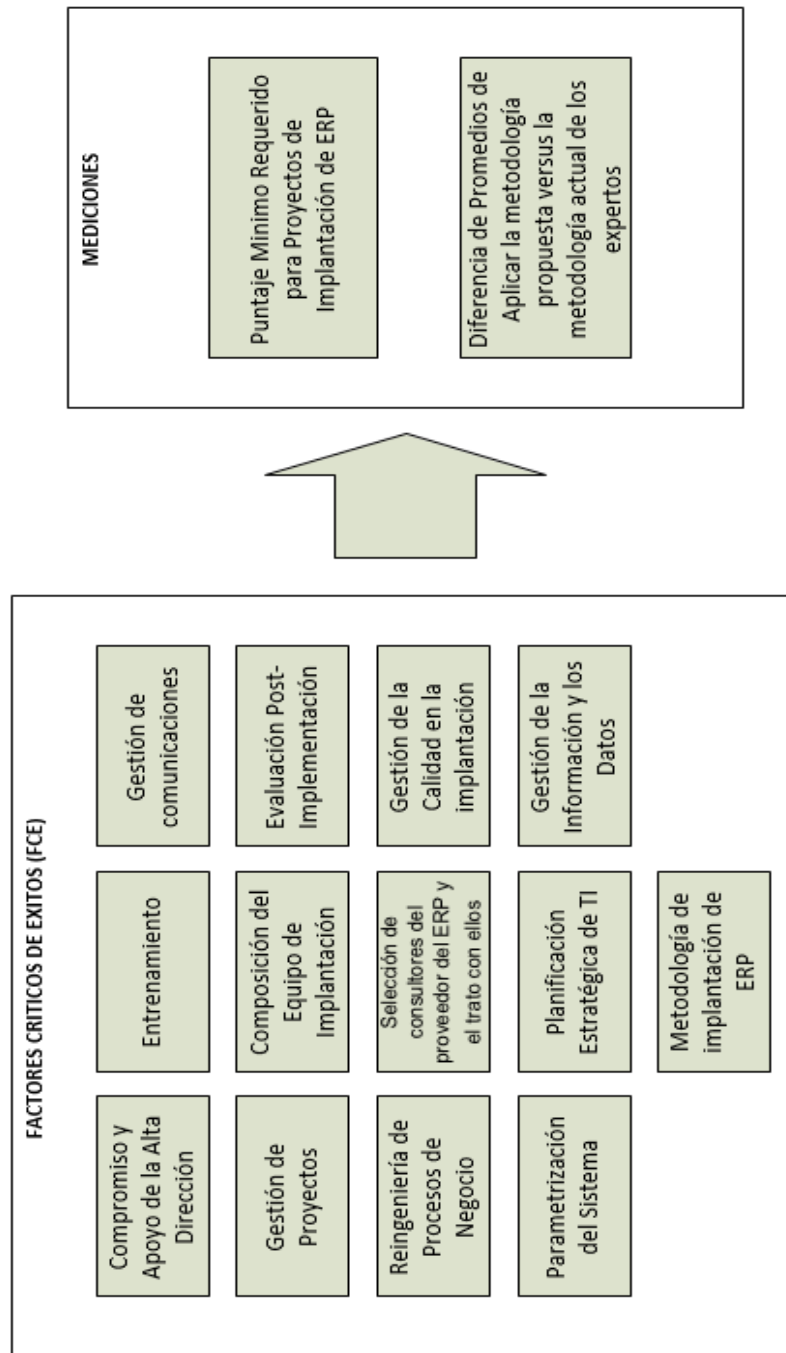 FACTORES CRITICOS DE EXITOS (FCE)
Compromiso y
Apoyo de la Alta
Dirección
Entrenamiento
Gestión de
comunicaciones
Gestión de
Proyectos
Composición del
Equipo de
Implantación
Evaluación Post-
Implementación
Reingeniería de
Procesos de
Negocio
Selección de
consultores del
proveedor del ERP y
el trato con ellos
Gestión de la
Calidad en la
implantación
Parametrización
del Sistema
Planificación
Estratégica de TI
Gestión de la
Información y los
Datos
Metodología de
implantación de
ERP
MEDICIONES
Puntaje Minimo Requerido
para Proyectos de
Implantación de ERP
Diferencia de Promedios de
Aplicar la metodología
propuesta versus la
metodología actual de los
expertos